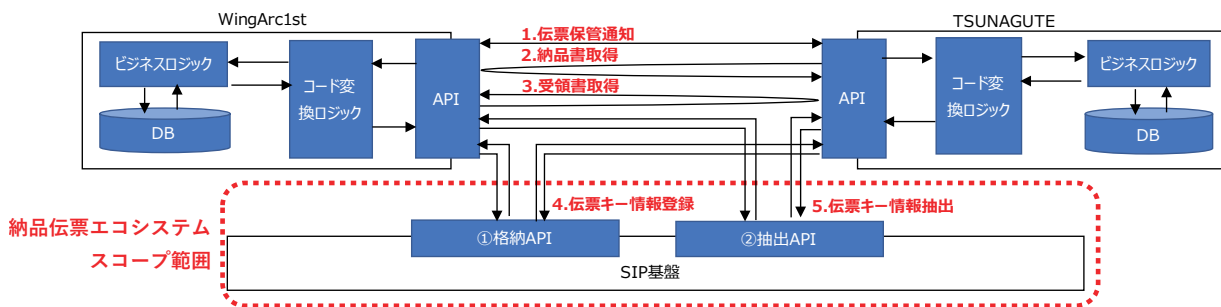 WingArc1st
TSUNAGUTE
1.伝票保管通知
2.納品書取得
3.受領書取得
ビジネスロジック
DB
コード変
換ロジック
API
API
コード変
換ロジック
ビジネスロジック
DB
4.伝票キー情報登録
5.伝票キー情報抽出
納品伝票エコシステム
スコープ範囲
①格納API
②抽出API
SIP基盤